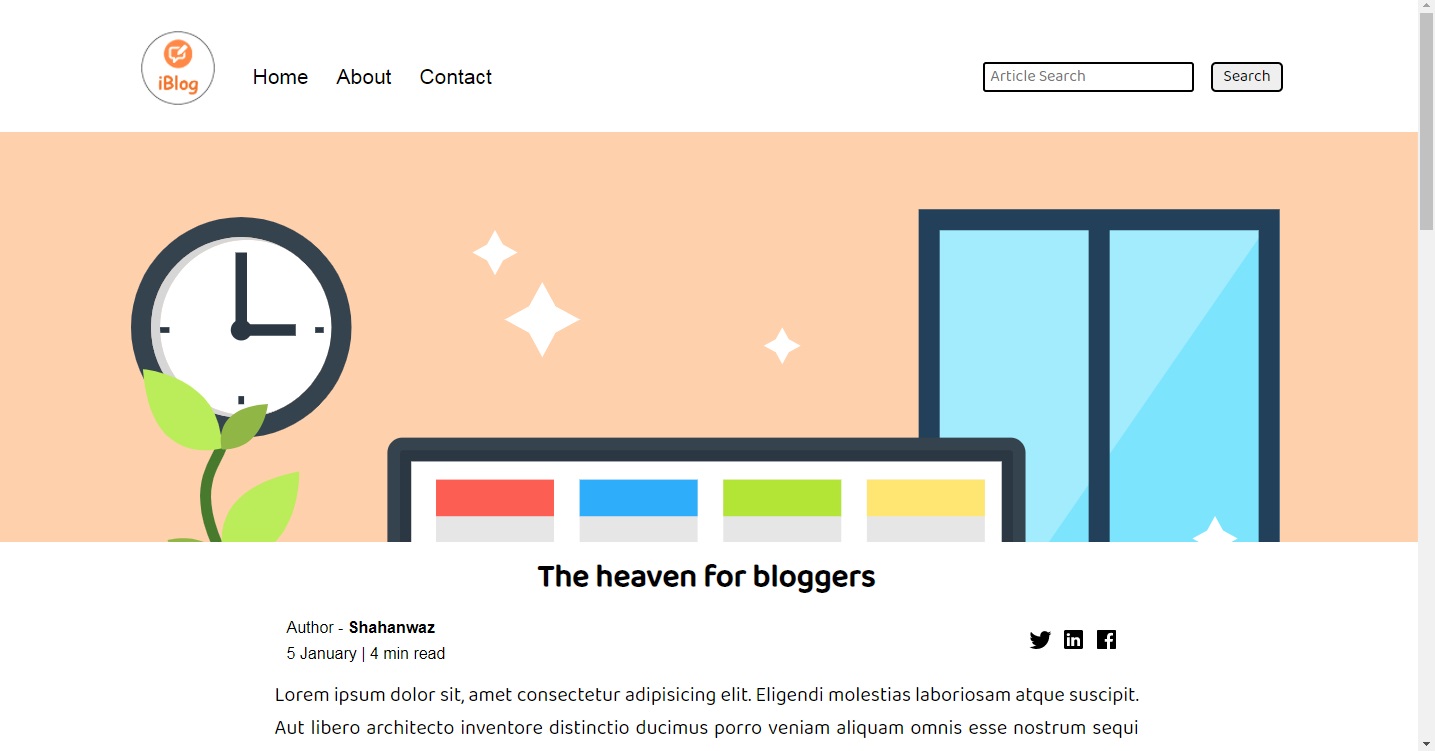 iBlog
Home About Contact
Article Search Search
The heaven for bloggers
Author - Shahanwaz
5 January | 4 min read
Lorem ipsum dolor sit, amet consectetur adipisicing elit. Eligendi molestias laboriosam atque suscipit.
Aut libero architecto inventore distinctio ducimus porro veniam aliquam omnis esse nostrum sequi